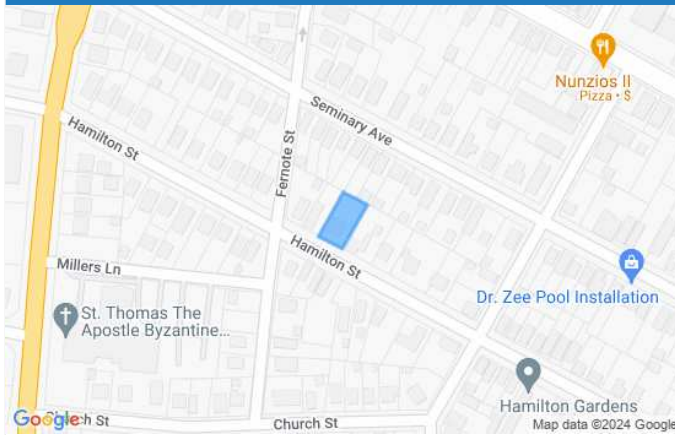 Nunzios II
Pizza • $
Seminary Ave
Hamilton St
Fernote St
Hamilton St
Millers Ln
Dr. Zee Pool Installation
St. Thomas The
Apostle Byzantine...
Hamilton Gardens
Google
Church St
Map data ©2024 Google